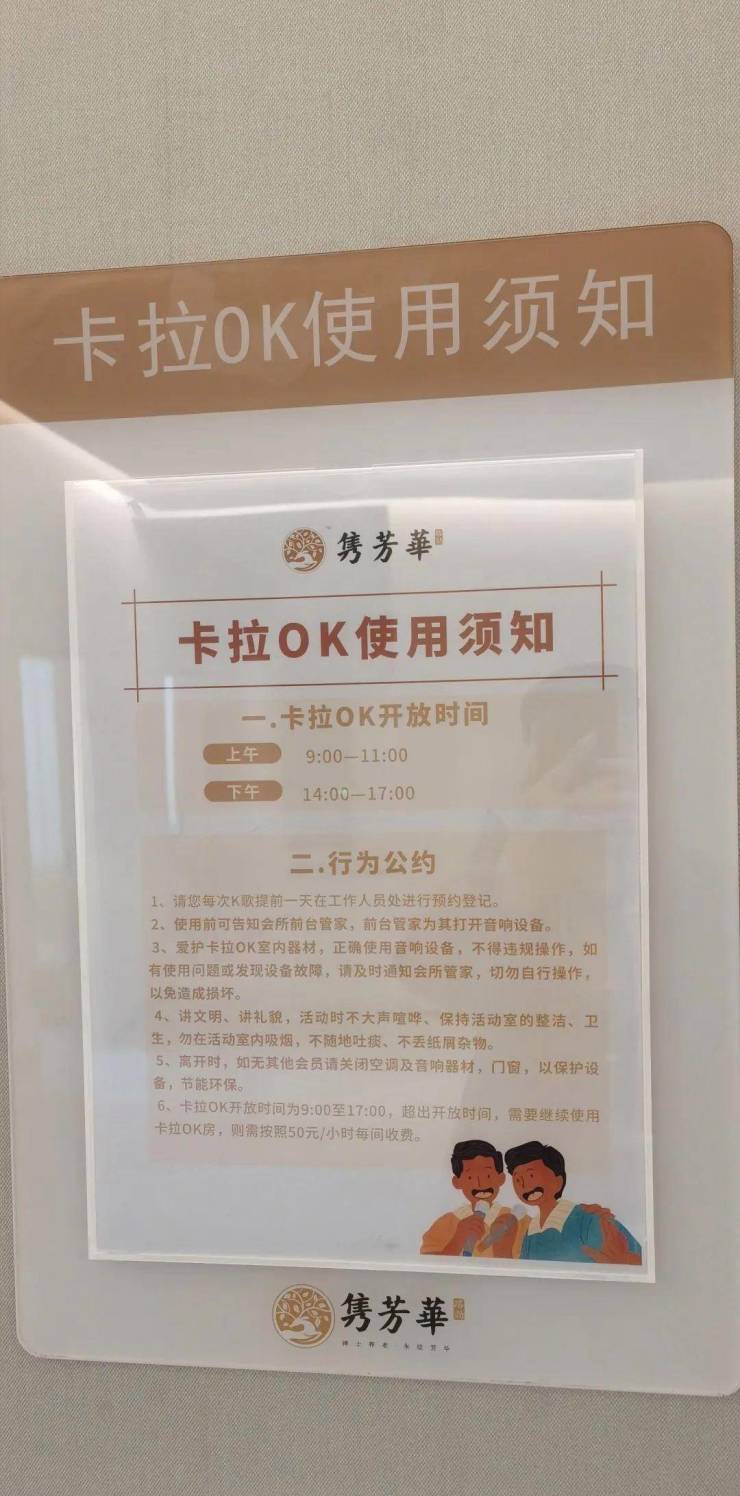 卡拉OK使用须知
隽芳華
卡拉OK使用须知
一.卡拉OK开放时间
上午 9:00—11:00
下午 14:00—17:00
二.行为公约
1、请您每次K歌提前一天在工作人员处进行预约登记。
2、使用前可告知会所前台管家，前台管家为其打开音响设备。
3、爱护卡拉OK室内器材，正确使用音响设备，不得违规操作，如
有使用问题或发现设备故障，请及时通知会所管家，切勿自行操作，
以免造成损坏。
4、讲文明、讲礼貌，活动时不大声喧哗、保持活动室的整洁、卫
生，勿在活动室内吸烟，不随地吐痰、不丢纸屑杂物。
5、离开时，如无其他会员请关闭空调及音响器材，门窗，以保护设
备，节能环保。
6、卡拉OK开放时间为9:00至17:00，超出开放时间，需要继续使用
卡拉OK房，则需按照50元/小时每间收费。
隽芳華